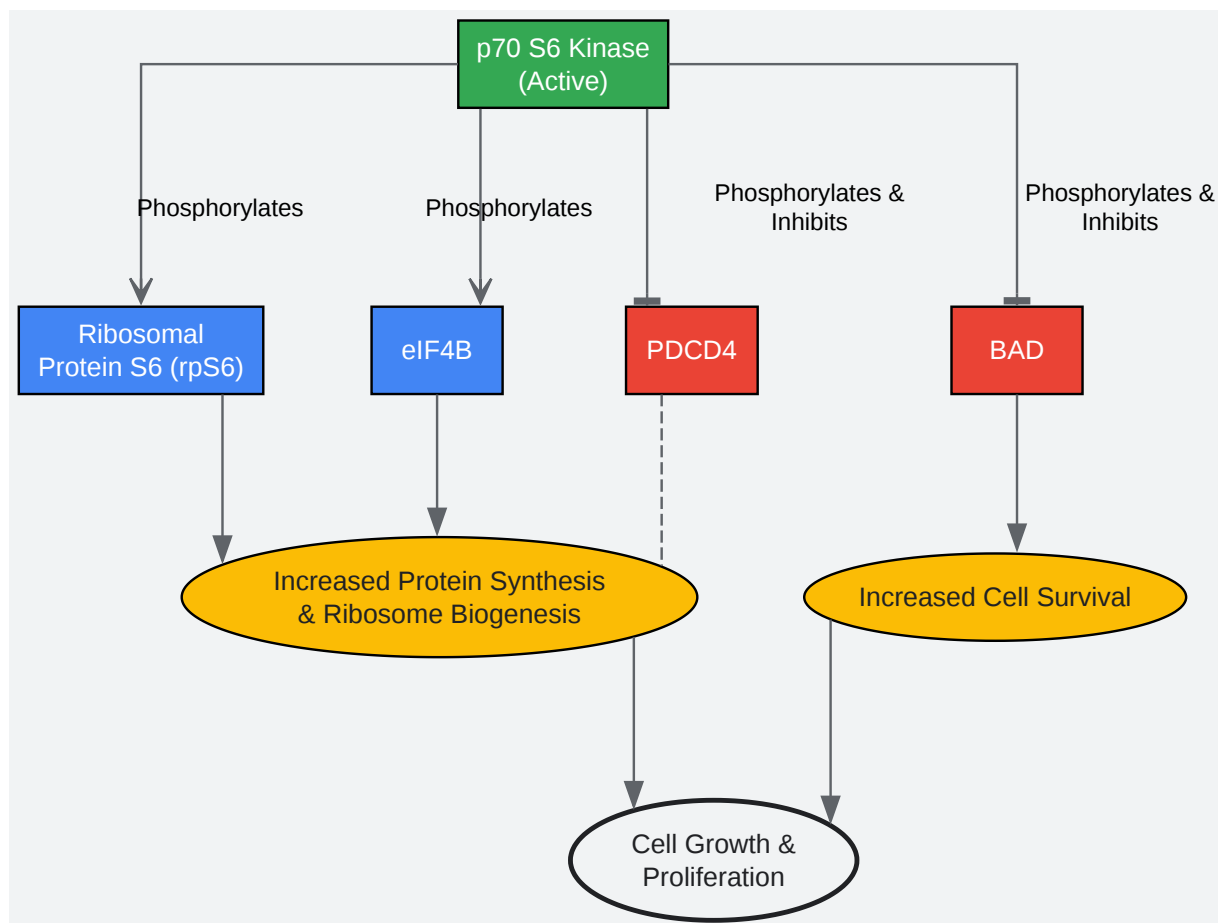 p70 S6 Kinase
(Active)
Phosphorylates
Phosphorylates
Phosphorylates &
Inhibits
Phosphorylates &
Inhibits
Ribosomal
Protein S6 (rpS6)
eIF4B
PDCD4
BAD
Increased Protein Synthesis
& Ribosome Biogenesis
Increased Cell Survival
Cell Growth &
Proliferation